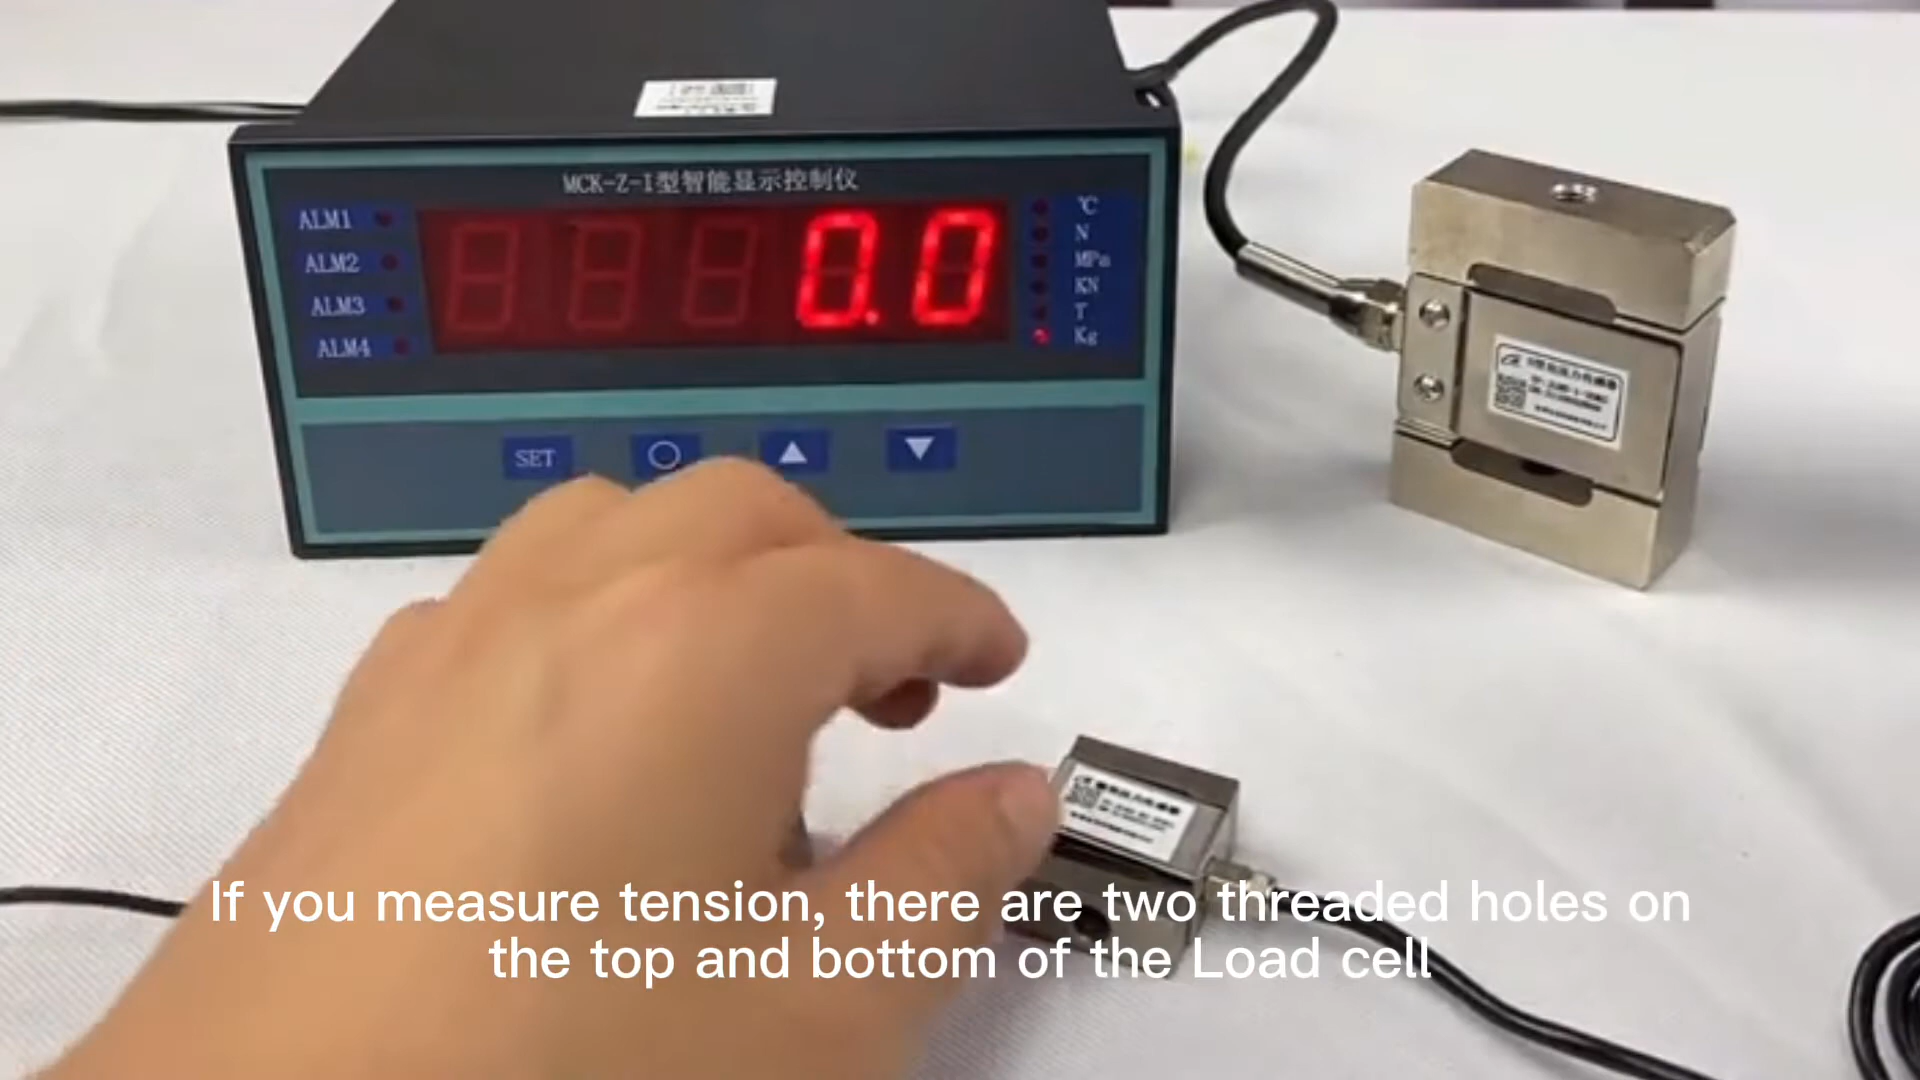 MCK-Z-I型智能显示控制仪
ALM1
ALM2
ALM3
ALM4
0.0
℃
N
MPa
KN
T
Kg
SET
If you measure tension, there are two threaded holes on
the top and bottom of the Load cell